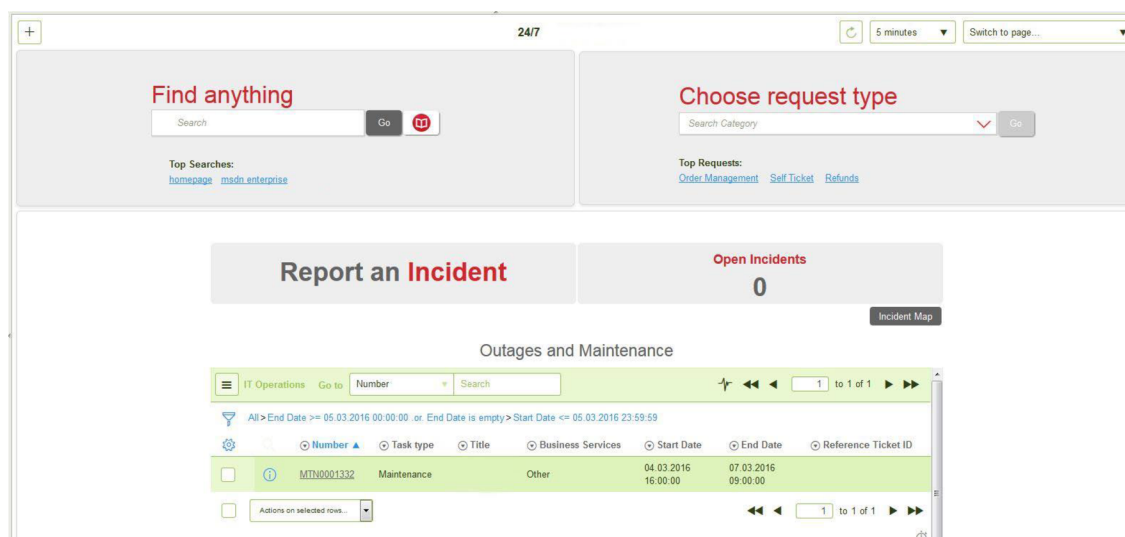 + 24/7 5 minutes ▼ Switch to page... ▼
Find anything
Search Go
Top Searches:
homepage msdn enterprise
Choose request type
Search Category Go
Top Requests:
Order Management Self Ticket Refunds
Report an Incident
Open Incidents
0
Incident Map
Outages and Maintenance
IT Operations Go to Number Search 1 to 1 of 1
All>End Date >= 05.03.2016 00:00:00 .or. End Date is empty>Start Date <= 05.03.2016 23:59:59
Number ▲ Task type Title Business Services Start Date End Date Reference Ticket ID
MTN0001332 Maintenance Other 04.03.2016 16:00:00 07.03.2016 09:00:00
Actions on selected rows... 1 to 1 of 1